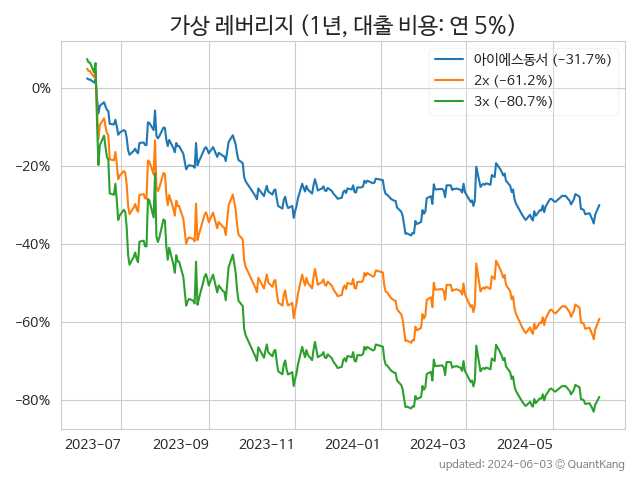 가상 레버리지 (1년, 대출 비용: 연 5%)
아이에스동서 (−31.7%)
2x (−61.2%)
3x (−80.7%)
0%
−20%
−40%
−60%
−80%
2023-07
2023-09
2023-11
2024-01
2024-03
2024-05
updated: 2024-06-03 © QuantKang